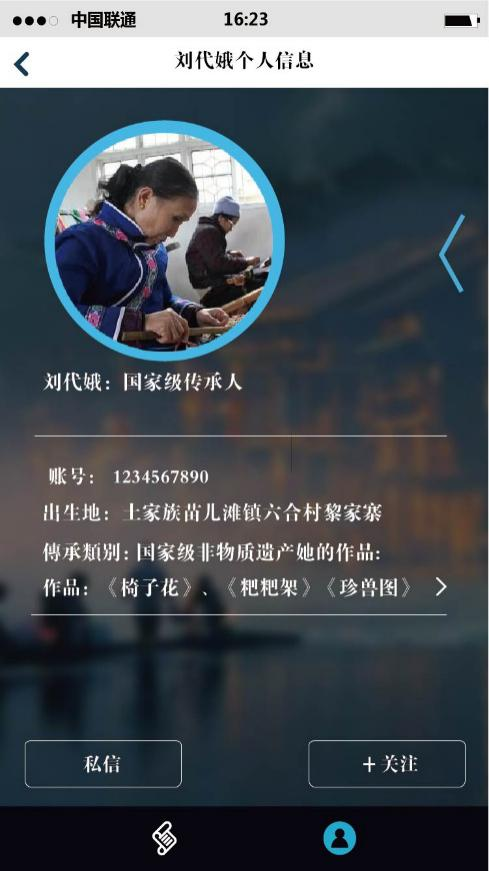 中国联通
16:23
刘代娥个人信息
刘代娥：国家级传承人
账号： 1234567890
出生地：土家族苗儿滩镇六合村黎家寨
傳承類別：国家级非物质遗产她的作品：
作品：《椅子花》、《粑粑架》《珍兽图》
私信
+关注